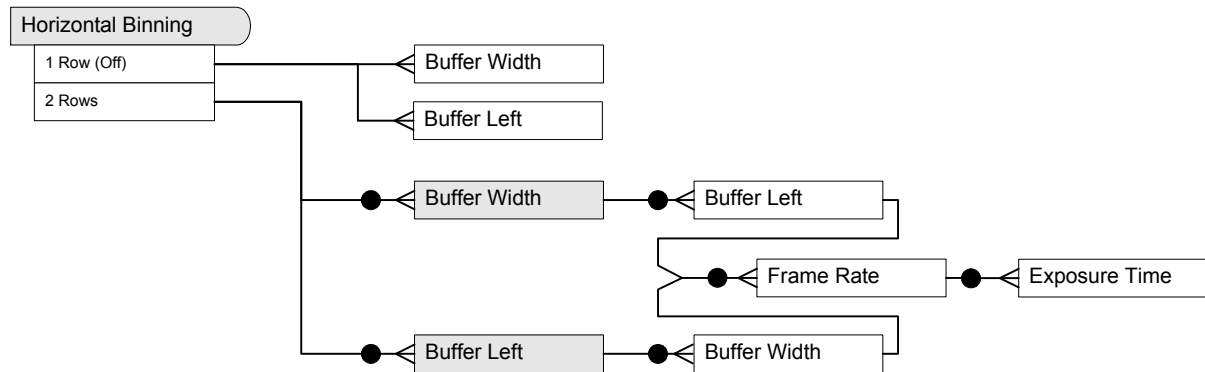 Horizontal Binning
1 Row (Off)
Buffer Width
2 Rows
Buffer Left
Buffer Width
Buffer Left
Frame Rate
Exposure Time
Buffer Left
Buffer Width